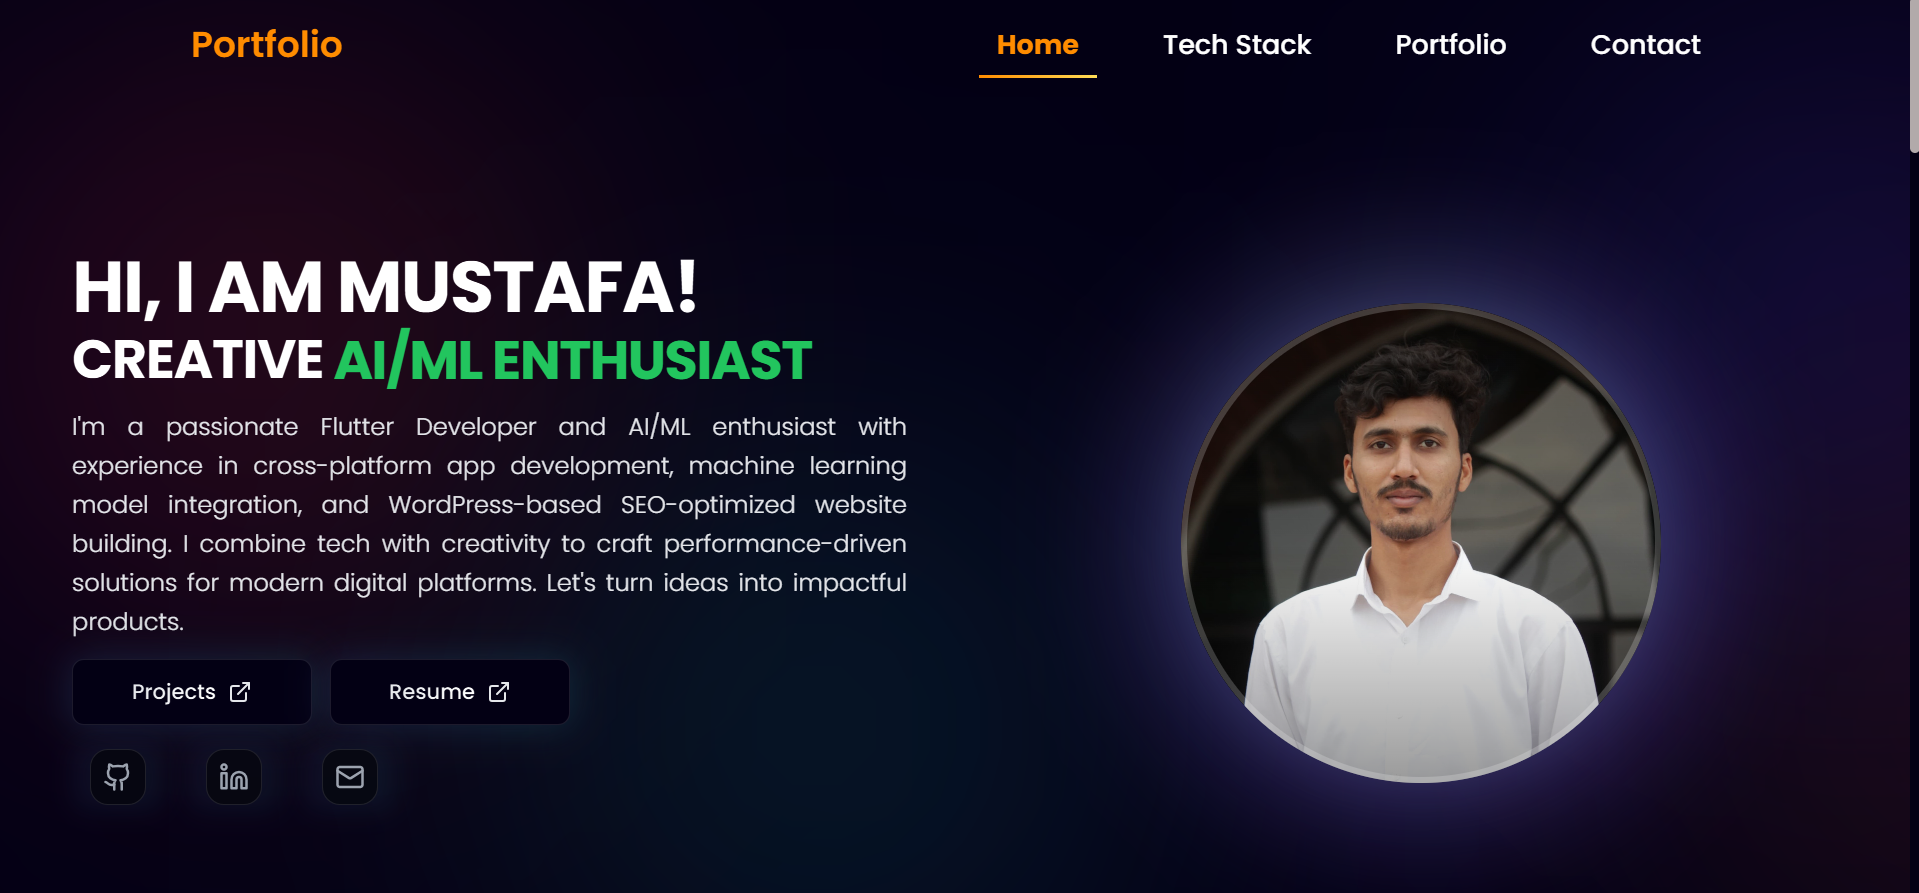 Portfolio
Home
Tech Stack
Portfolio
Contact
HI, I AM MUSTAFA!
CREATIVE AI/ML ENTHUSIAST
I'm a passionate Flutter Developer and AI/ML enthusiast with
experience in cross-platform app development, machine learning
model integration, and WordPress-based SEO-optimized website
building. I combine tech with creativity to craft performance-driven
solutions for modern digital platforms. Let's turn ideas into impactful
products.
Projects
Resume
in